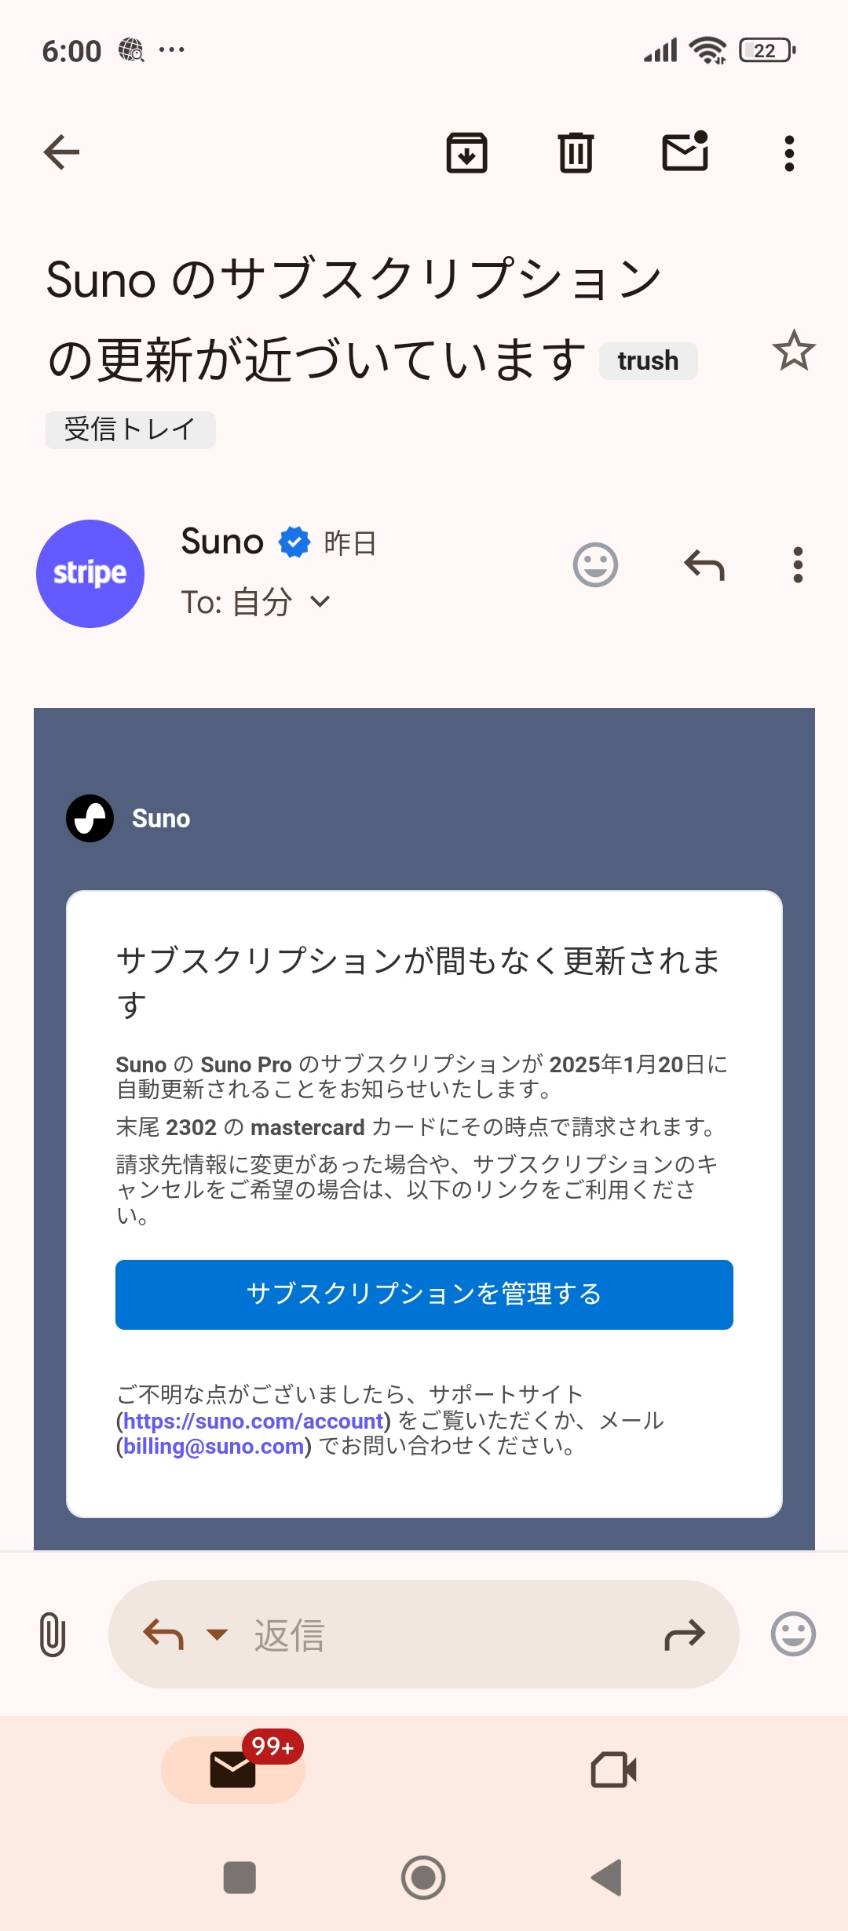 6:00
22
Suno のサブスクリプション
の更新が近づいています trush
受信トレイ
stripe
Suno 昨日
To: 自分
Suno
サブスクリプションが間もなく更新されま
す
Suno の Suno Pro のサブスクリプションが 2025年1月20日に
自動更新されることをお知らせいたします。
末尾 2302 の mastercard カードにその時点で請求されます。
請求先情報に変更があった場合や、サブスクリプションのキ
ャンセルをご希望の場合は、以下のリンクをご利用くださ
い。
サブスクリプションを管理する
ご不明な点がございましたら、サポートサイト
(https://suno.com/account) をご覧いただくか、メール
(billing@suno.com) でお問い合わせください。
返信
99+